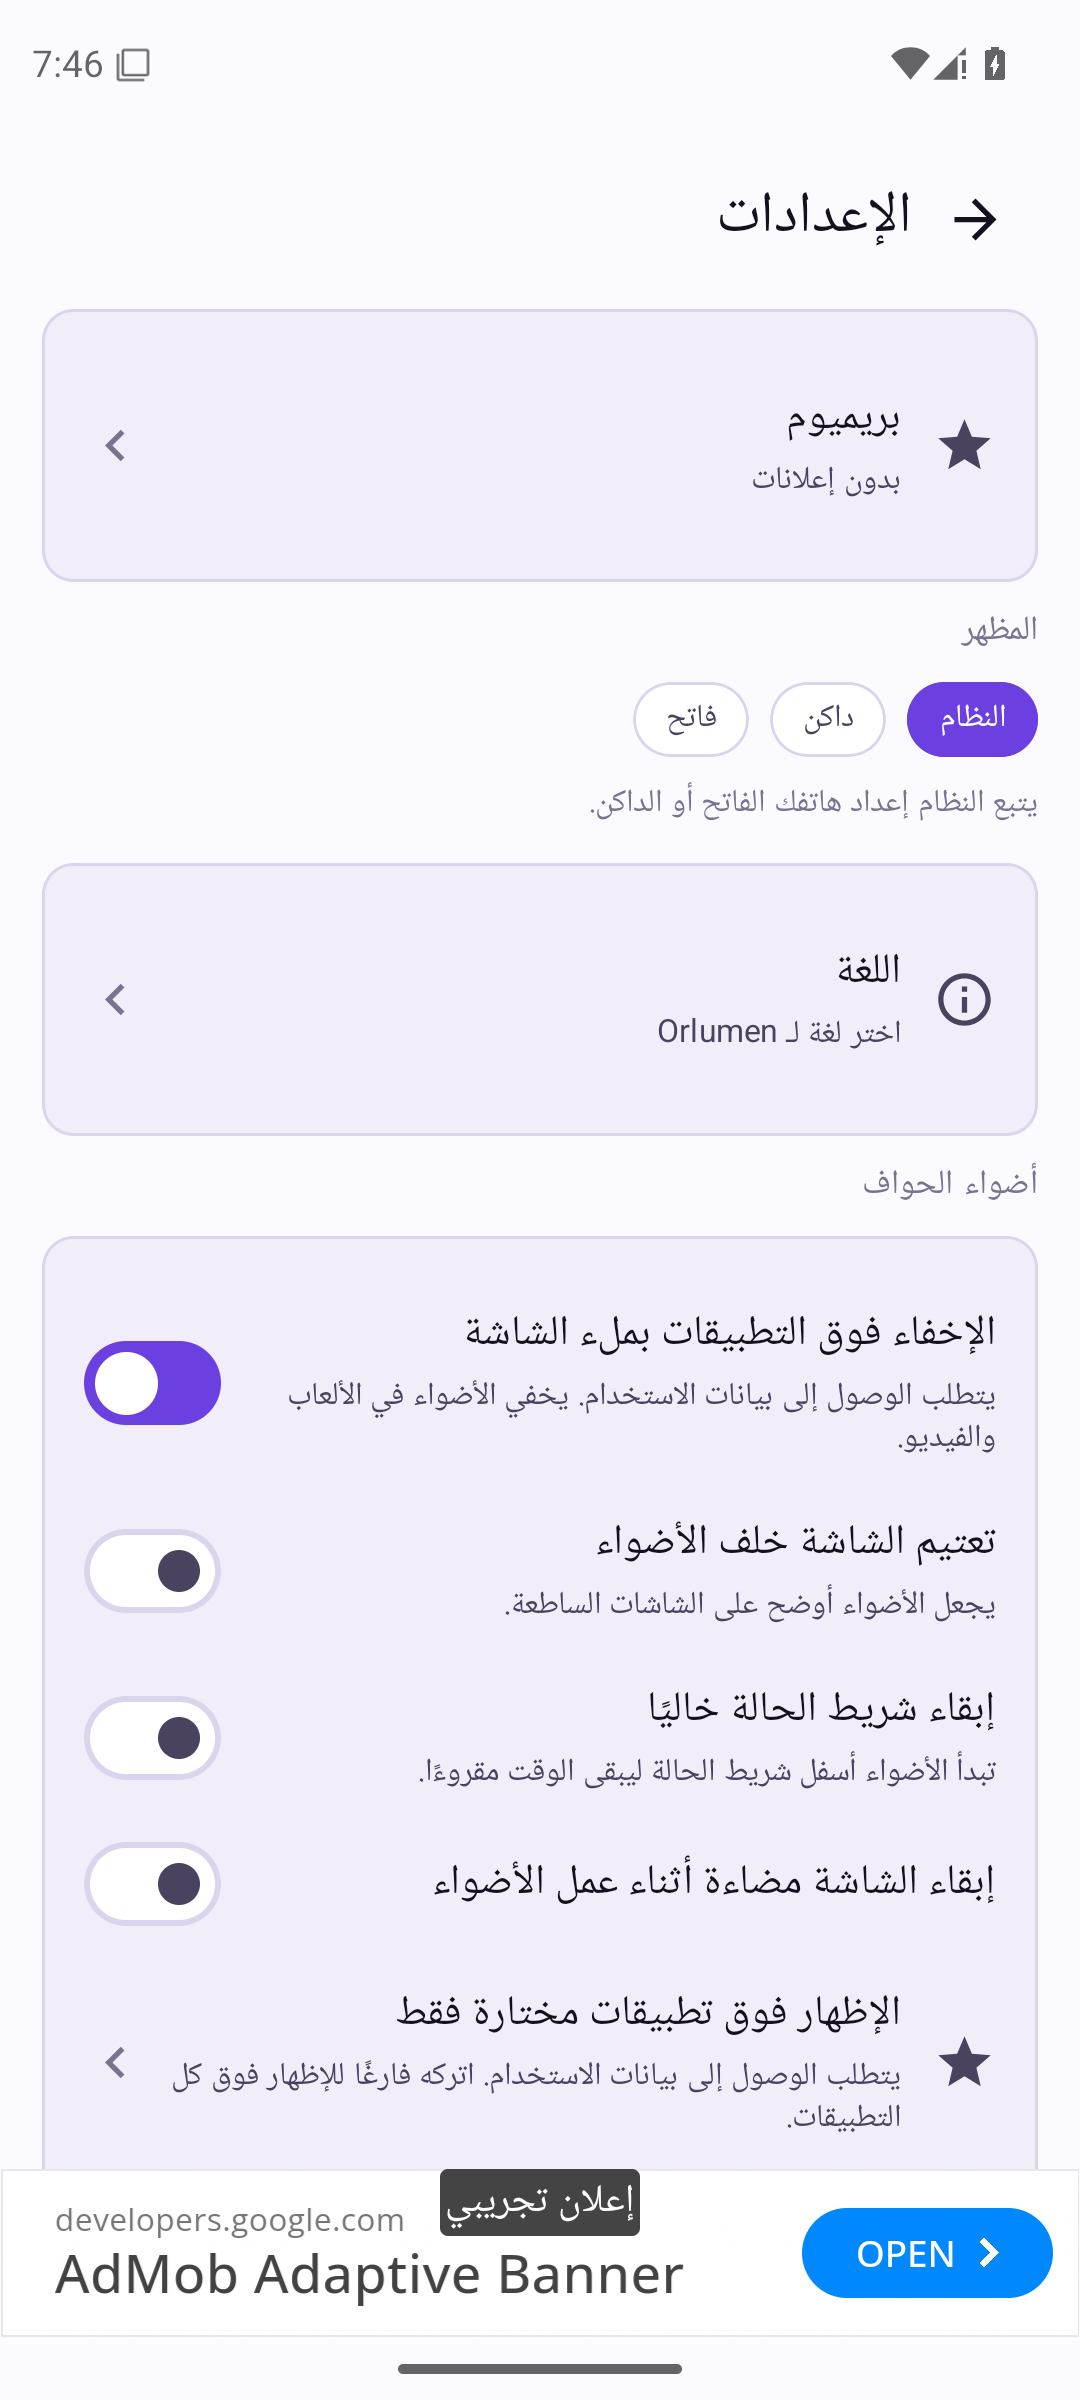 7:46
الإعدادات
بريميوم
بدون إعلانات
المظهر
النظام
داكن
فاتح
يتبع النظام إعداد هاتفك الفاتح أو الداكن.
اللغة
اختر لغة لـ Orlumen
أضواء الحواف
الإخفاء فوق التطبيقات بملء الشاشة
يتطلب الوصول إلى بيانات الاستخدام. يخفي الأضواء في الألعاب
والفيديو.
تعتيم الشاشة خلف الأضواء
يجعل الأضواء أوضح على الشاشات الساطعة.
إبقاء شريط الحالة خاليًا
تبدأ الأضواء أسفل شريط الحالة ليبقى الوقت مقروءًا.
إبقاء الشاشة مضاءة أثناء عمل الأضواء
الإظهار فوق تطبيقات مختارة فقط
يتطلب الوصول إلى بيانات الاستخدام. اتركه فارغًا للإظهار فوق كل
التطبيقات.
إعلان تجريبي
developers.google.com
AdMob Adaptive Banner
OPEN